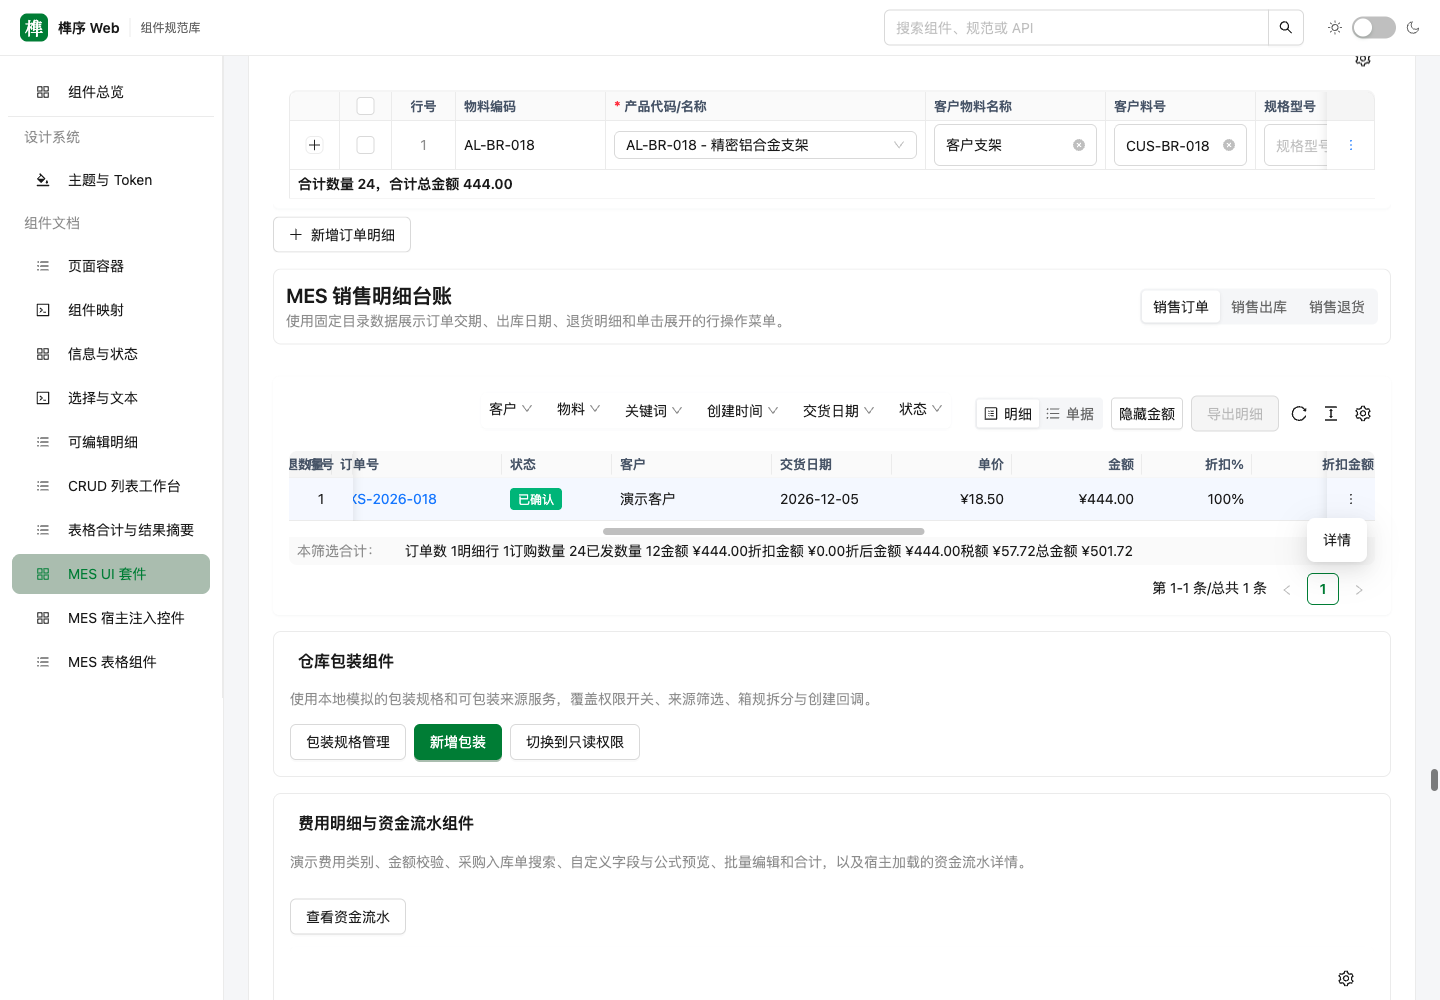 榫
榫序 Web
组件规范库
搜索组件、规范或 API
组件总览
设计系统
主题与 Token
组件文档
页面容器
组件映射
信息与状态
选择与文本
可编辑明细
CRUD 列表工作台
表格合计与结果摘要
MES UI 套件
MES 宿主注入控件
MES 表格组件
行号 物料编码 * 产品代码/名称 客户物料名称 客户料号 规格型号
1 AL-BR-018 AL-BR-018 - 精密铝合金支架 客户支架 CUS-BR-018 规格型号
合计数量 24，合计总金额 444.00
新增订单明细
MES 销售明细台账
使用固定目录数据展示订单交期、出库日期、退货明细和单击展开的行操作菜单。
销售订单 销售出库 销售退货
客户 物料 关键词 创建时间 交货日期 状态 明细 单据 隐藏金额 导出明细
订单号 状态 客户 交货日期 单价 金额 折扣% 折扣金额
1 S-2026-018 已确认 演示客户 2026-12-05 ¥18.50 ¥444.00 100%
详情
本筛选合计： 订单数 1明细行 1订购数量 24已发数量 12金额 ¥444.00折扣金额 ¥0.00折后金额 ¥444.00税额 ¥57.72总金额 ¥501.72
第 1-1 条/总共 1 条 1
仓库包装组件
使用本地模拟的包装规格和可包装来源服务，覆盖权限开关、来源筛选、箱规拆分与创建回调。
包装规格管理 新增包装 切换到只读权限
费用明细与资金流水组件
演示费用类别、金额校验、采购入库单搜索、自定义字段与公式预览、批量编辑和合计，以及宿主加载的资金流水详情。
查看资金流水